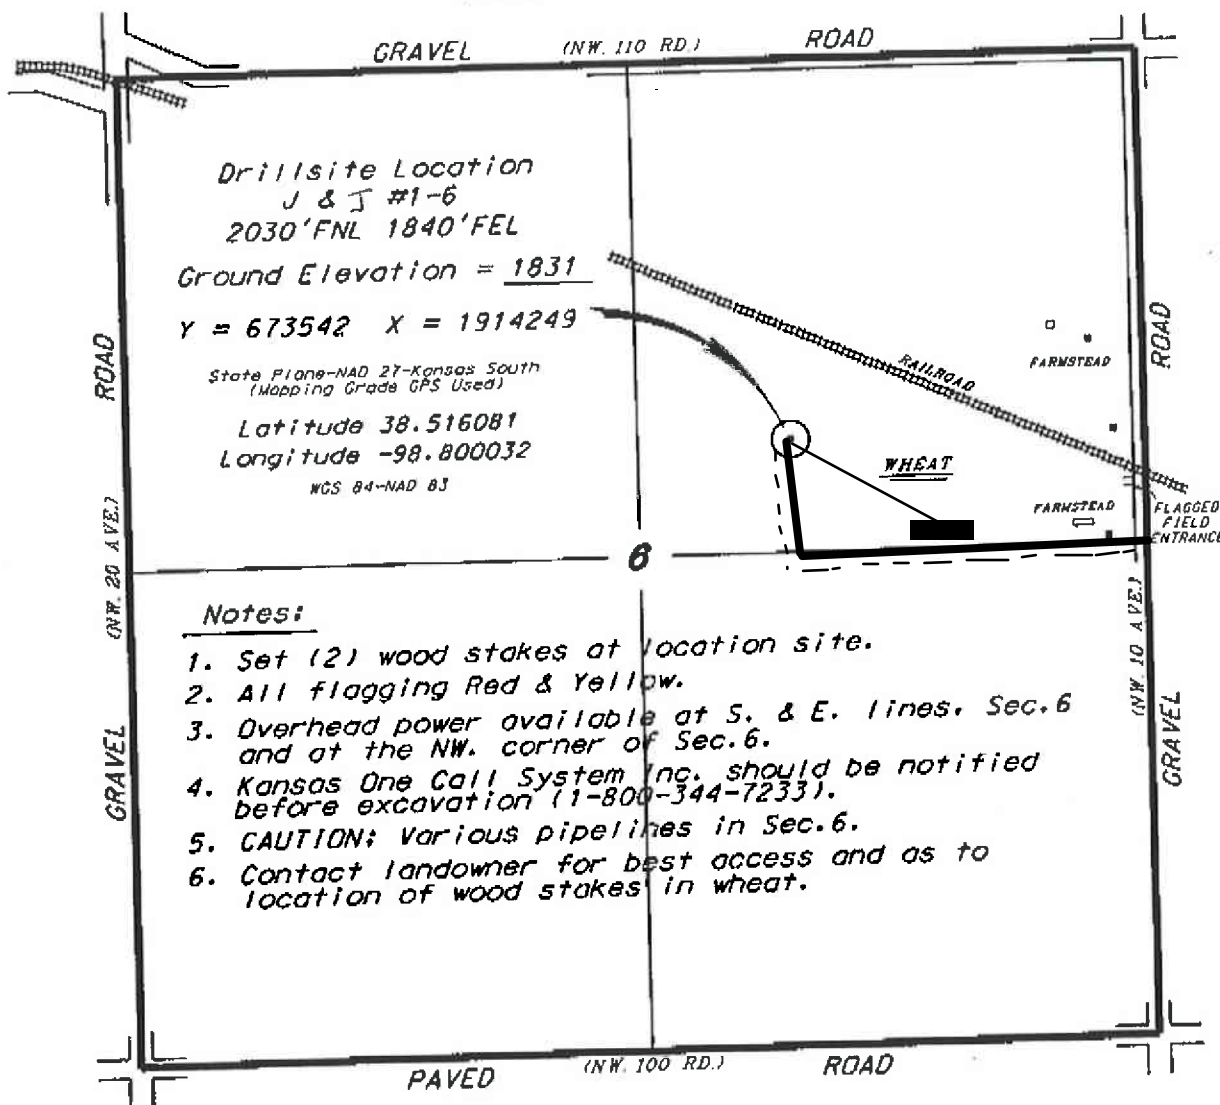 GRAVEL (NW. 110 RD.) ROAD
Drillsite Location
J & J #1-6
2030'FNL 1840'FEL
Ground Elevation = 1831
Y = 673542 X = 1914249
State Plane-NAD 27-Kansas South
(Mapping Grade GPS Used)
Latitude 38.516081
Longitude -98.800032
WGS 84-NAD 83
ROAD
(NW. 20 AVE.)
GRAVEL
RAILROAD
FARMSTEAD
ROAD
WHEAT
FARMSTEAD
FLAGGED
FIELD
ENTRANCE
6
(NW. 10 AVE.)
GRAVEL
Notes:
1. Set (2) wood stakes at location site.
2. All flagging Red & Yellow.
3. Overhead power available at S. & E. lines. Sec.6
and at the NW. corner of Sec.6.
4. Kansas One Call System Inc. should be notified
before excavation (1-800-344-7233).
5. CAUTION: Various pipelines in Sec.6.
6. Contact landowner for best access and as to
location of wood stakes in wheat.
PAVED (NW. 100 RD.) ROAD